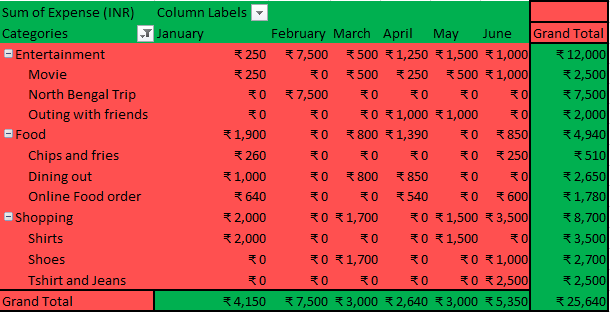 Sum of Expense (INR) Column Labels
Categories January February March April May June Grand Total
Entertainment ₹ 250 ₹ 7,500 ₹ 500 ₹ 1,250 ₹ 1,500 ₹ 1,000 ₹ 12,000
Movie ₹ 250 ₹ 0 ₹ 500 ₹ 250 ₹ 500 ₹ 1,000 ₹ 2,500
North Bengal Trip ₹ 0 ₹ 7,500 ₹ 0 ₹ 0 ₹ 0 ₹ 0 ₹ 7,500
Outing with friends ₹ 0 ₹ 0 ₹ 0 ₹ 1,000 ₹ 1,000 ₹ 0 ₹ 2,000
Food ₹ 1,900 ₹ 0 ₹ 800 ₹ 1,390 ₹ 0 ₹ 850 ₹ 4,940
Chips and fries ₹ 260 ₹ 0 ₹ 0 ₹ 0 ₹ 0 ₹ 250 ₹ 510
Dining out ₹ 1,000 ₹ 0 ₹ 800 ₹ 850 ₹ 0 ₹ 0 ₹ 2,650
Online Food order ₹ 640 ₹ 0 ₹ 0 ₹ 540 ₹ 0 ₹ 600 ₹ 1,780
Shopping ₹ 2,000 ₹ 0 ₹ 1,700 ₹ 0 ₹ 1,500 ₹ 3,500 ₹ 8,700
Shirts ₹ 2,000 ₹ 0 ₹ 0 ₹ 0 ₹ 1,500 ₹ 0 ₹ 3,500
Shoes ₹ 0 ₹ 0 ₹ 1,700 ₹ 0 ₹ 0 ₹ 1,000 ₹ 2,700
Tshirt and Jeans ₹ 0 ₹ 0 ₹ 0 ₹ 0 ₹ 0 ₹ 2,500 ₹ 2,500
Grand Total ₹ 4,150 ₹ 7,500 ₹ 3,000 ₹ 2,640 ₹ 3,000 ₹ 5,350 ₹ 25,640